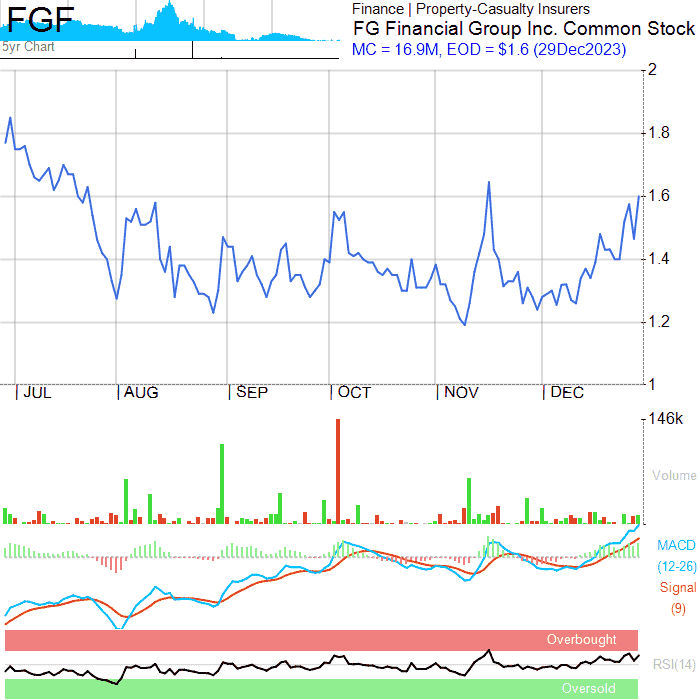 FGF
5yr Chart
Finance | Property-Casualty Insurers
FG Financial Group Inc. Common Stock
MC = 16.9M, EOD = $1.6 (29Dec2023)
2
1.8
1.6
1.4
1.2
1
JUL AUG SEP OCT NOV DEC
146k
Volume
MACD
(12-26)
Signal
(9)
Overbought
RSI(14)
Oversold